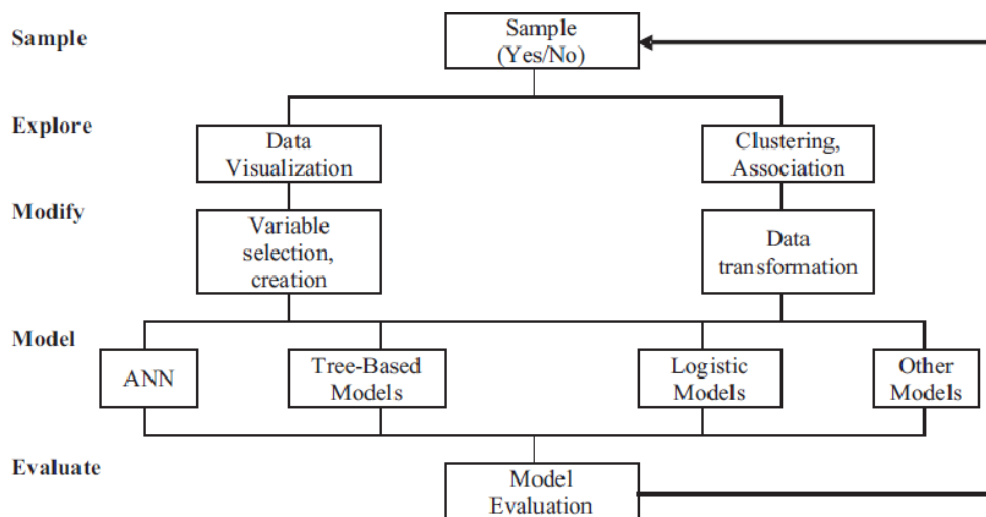 Sample
Sample
(Yes/No)
Explore
Data
Visualization
Clustering,
Association
Modify
Variable
selection,
creation
Data
transformation
Model
ANN
Tree-Based
Models
Logistic
Models
Other
Models
Evaluate
Model
Evaluation